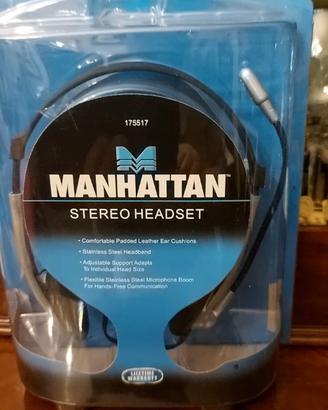 175517
MANHATTAN™
STEREO HEADSET
• Comfortable Padded Leather Ear Cushions
• Stainless Steel Headband
• Adjustable Support Adapts
To Individual Head Size
• Flexible Stainless Steel Microphone Boom
For Hands-Free Communication
LIFETIME
WARRANTY